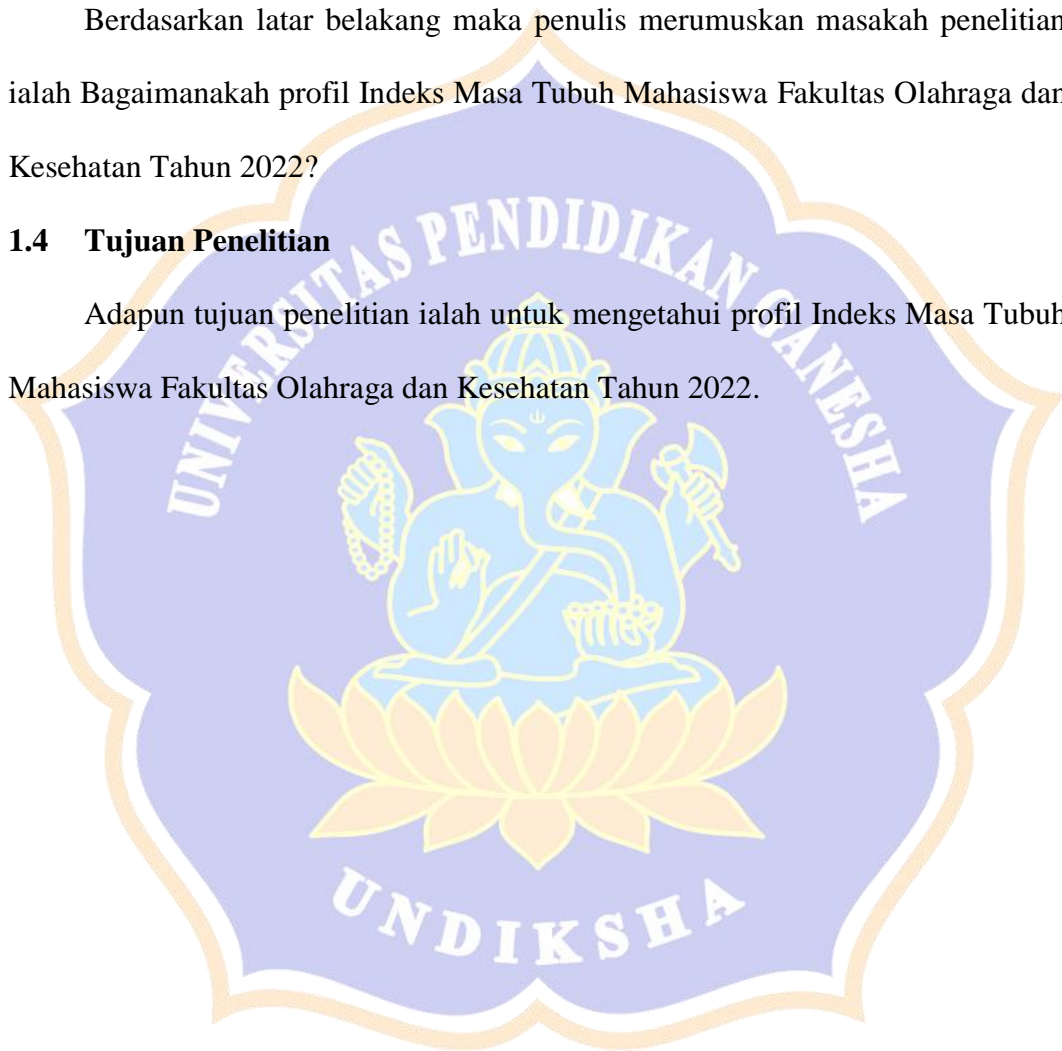 Berdasarkan latar belakang maka penulis merumuskan masakah penelitian
ialah Bagaimanakah profil Indeks Masa Tubuh Mahasiswa Fakultas Olahraga dan
Kesehatan Tahun 2022?
1.4 Tujuan Penelitian
Adapun tujuan penelitian ialah untuk mengetahui profil Indeks Masa Tubuh
Mahasiswa Fakultas Olahraga dan Kesehatan Tahun 2022.
UNIVERSITAS PENDIDIKAN GANESHA
UNDIKSHA